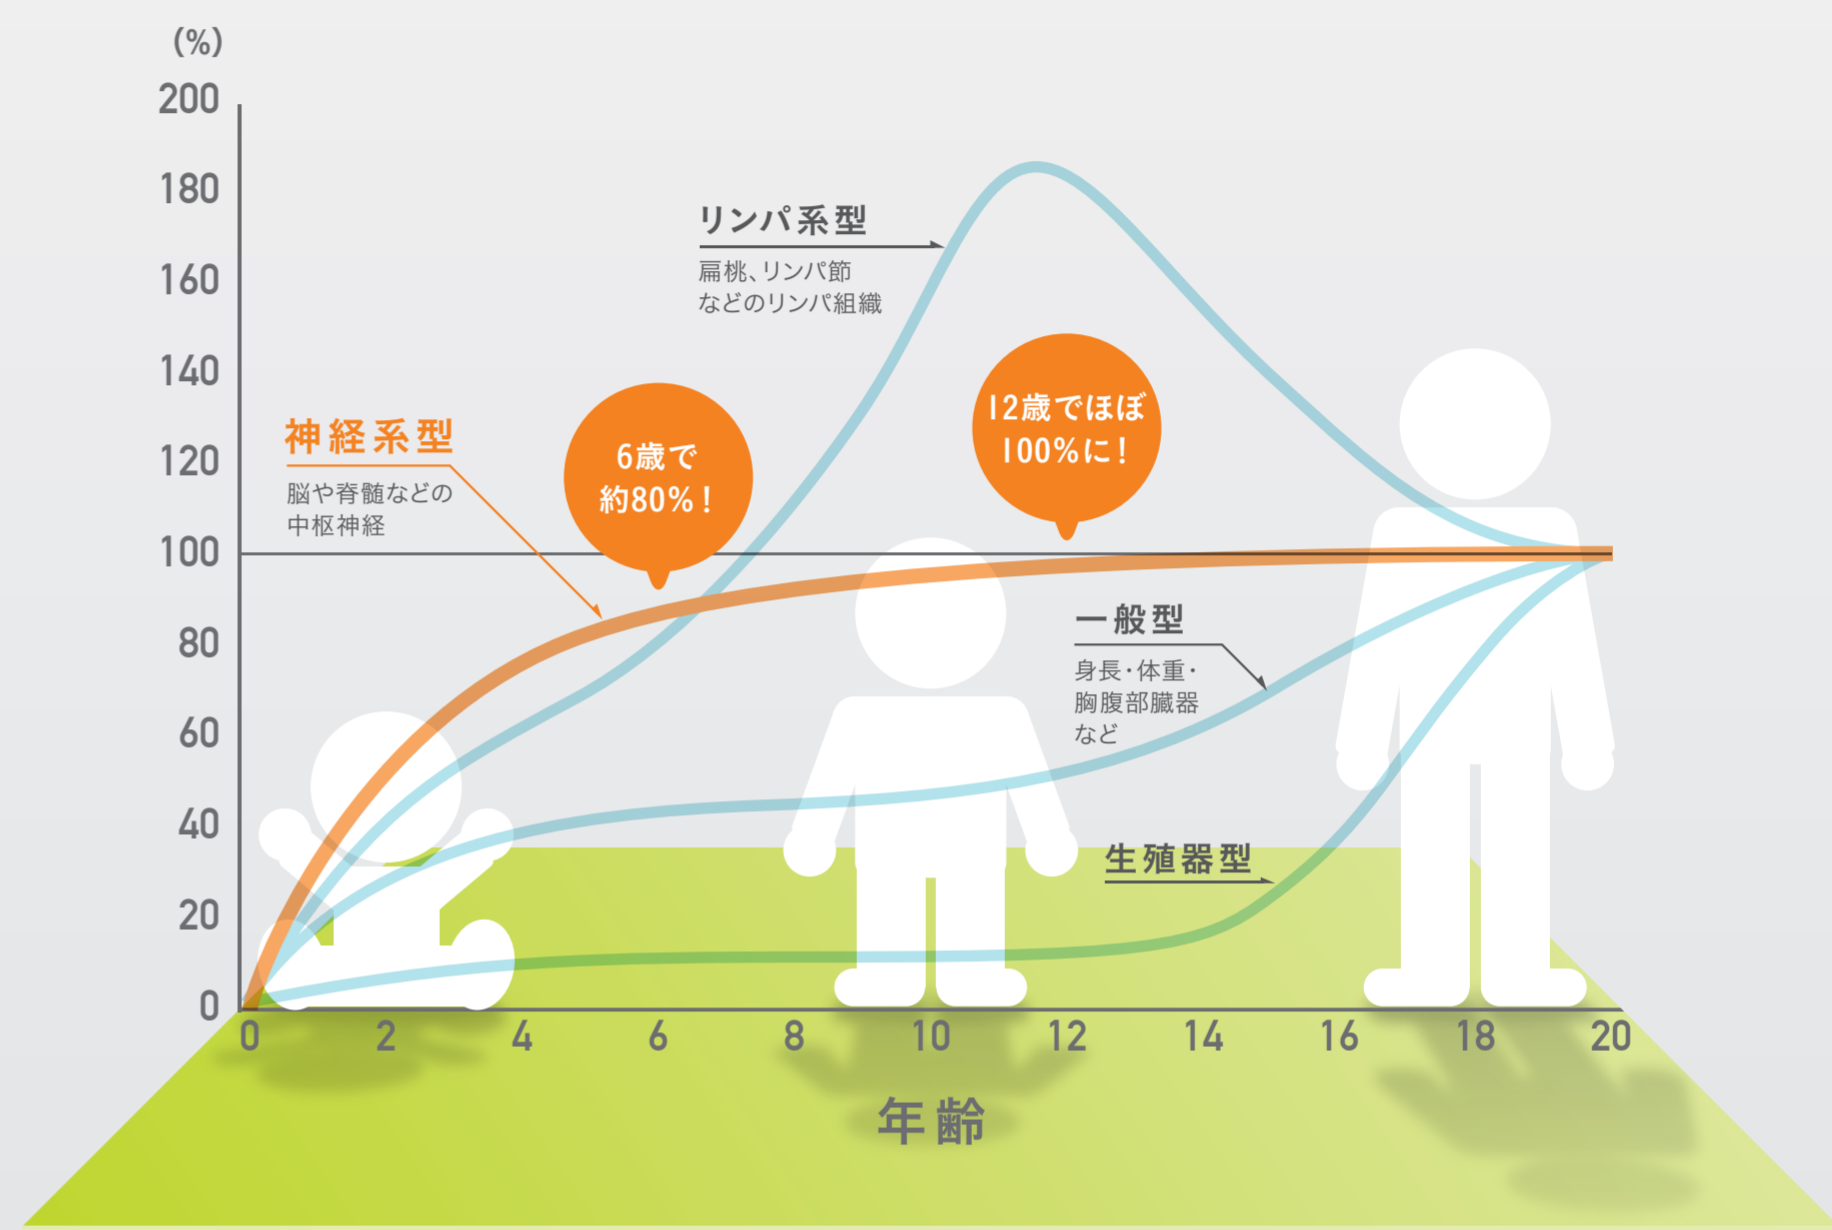 (%)
200
180
160
140
120
100
80
60
40
20
0
リンパ系型
扁桃、リンパ節
などのリンパ組織
神経系型
脳や脊髄などの
中枢神経
6歳で
約80%！
12歳でほぼ
100%に！
一般型
身長・体重・
胸腹部臓器
など
生殖器型
0 2 4 6 8 10 12 14 16 18 20
年齢